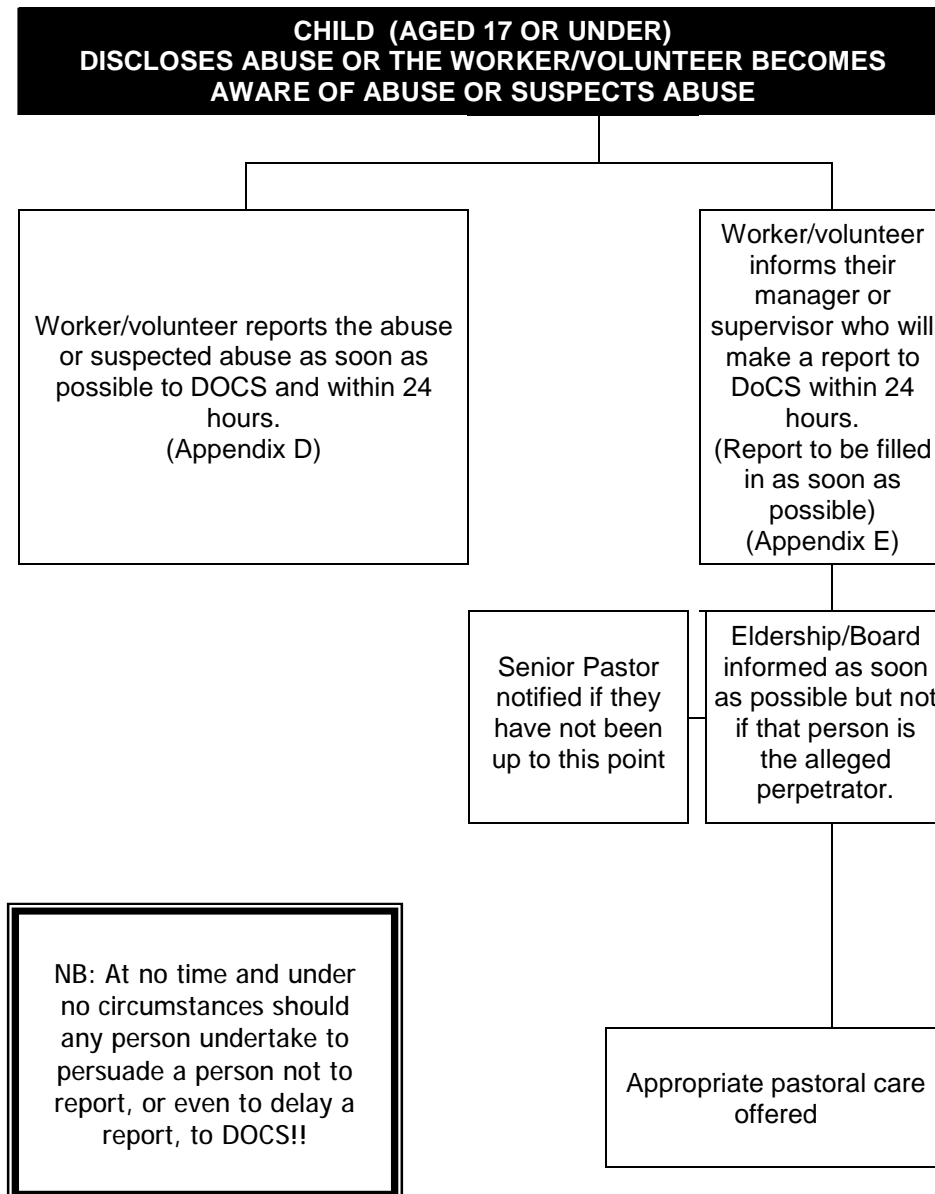 CHILD (AGED 17 OR UNDER)
DISCLOSES ABUSE OR THE WORKER/VOLUNTEER BECOMES
AWARE OF ABUSE OR SUSPECTS ABUSE
Worker/volunteer reports the abuse
or suspected abuse as soon as
possible to DOCS and within 24
hours.
(Appendix D)
Worker/volunteer
informs their
manager or
supervisor who will
make a report to
DoCS within 24
hours.
(Report to be filled
in as soon as
possible)
(Appendix E)
Senior Pastor
notified if they
have not been
up to this point
Eldership/Board
informed as soon
as possible but not
if that person is
the alleged
perpetrator.
NB: At no time and under
no circumstances should
any person undertake to
persuade a person not to
report, or even to delay a
report, to DOCS!!
Appropriate pastoral care
offered